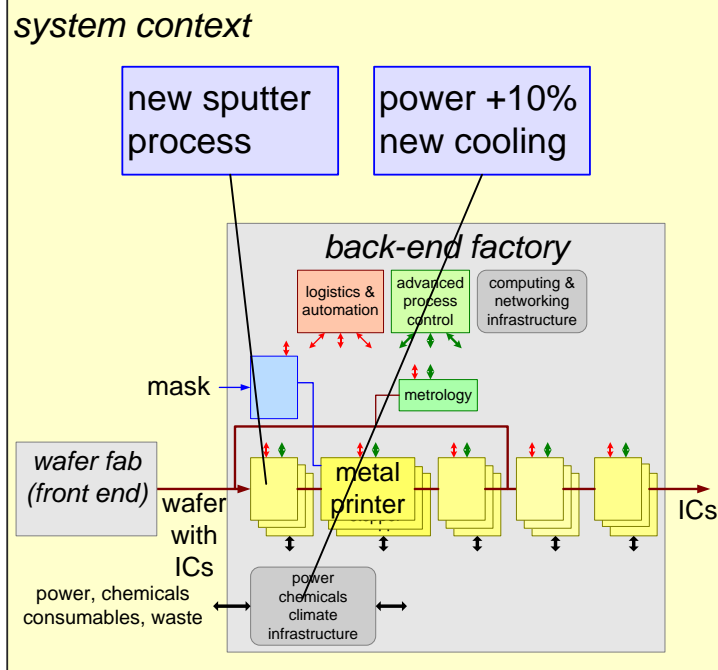 system context
new sputter
process
power +10%
new cooling
back-end factory
logistics &
automation
advanced
process
control
computing &
networking
infrastructure
mask
metrology
wafer fab
(front end)
metal
printer
wafer
with
ICs
ICs
power, chemicals
consumables, waste
power
chemicals
climate
infrastructure